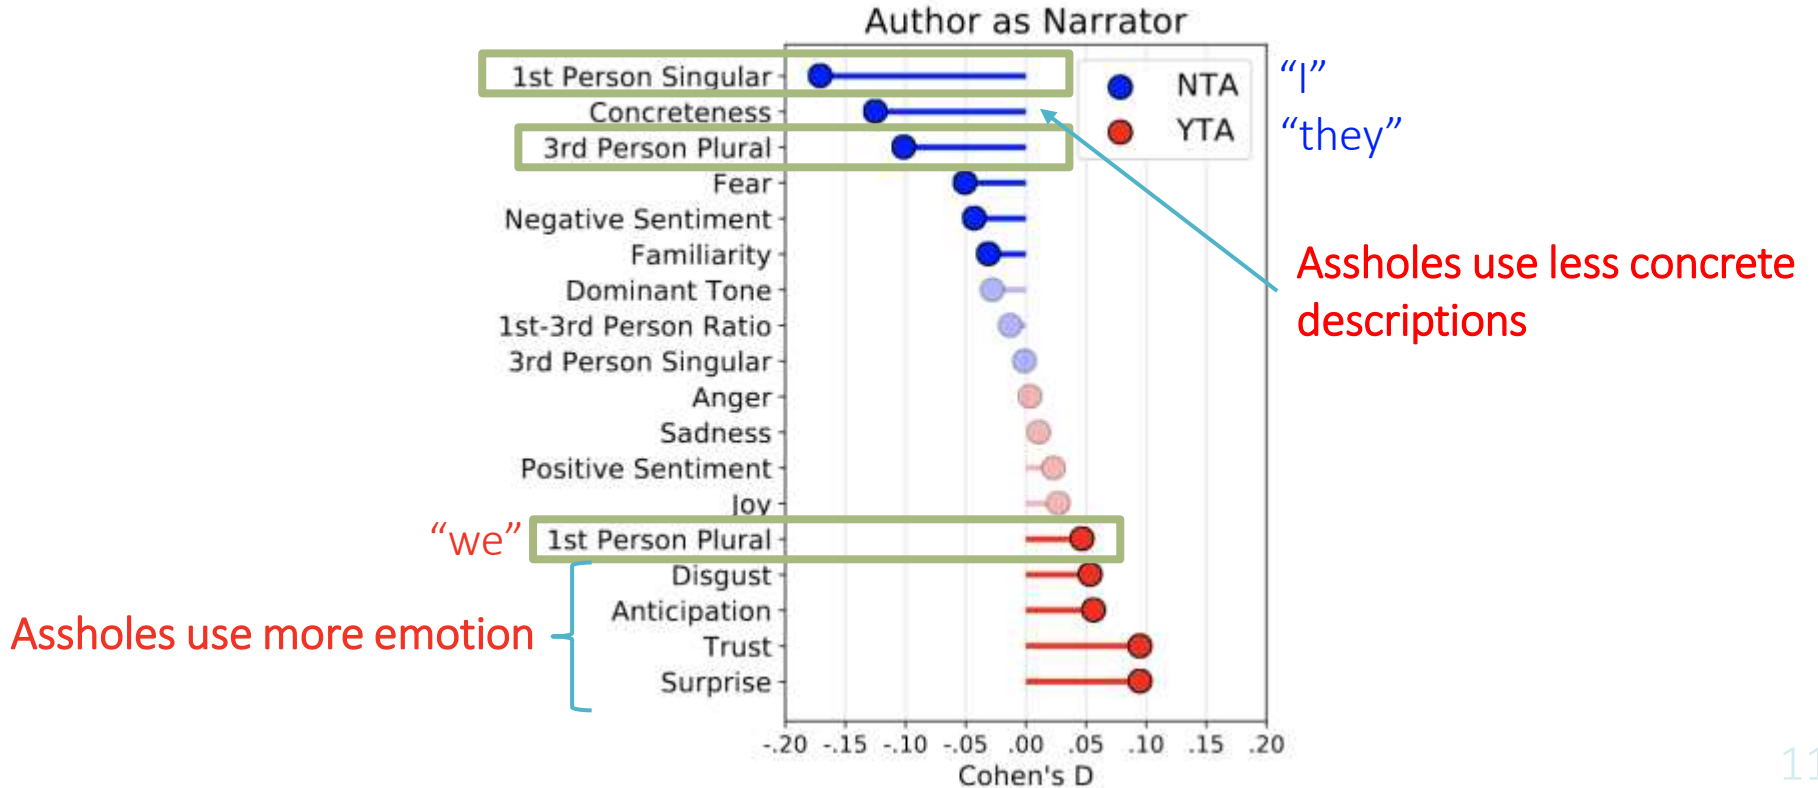 Author as Narrator
1st Person Singular
Concreteness
3rd Person Plural
Fear
Negative Sentiment
Familiarity
Dominant Tone
1st-3rd Person Ratio
3rd Person Singular
Anger
Sadness
Positive Sentiment
Joy
1st Person Plural
Disgust
Anticipation
Trust
Surprise
NTA
YTA
“I”
“they”
Assholes use less concrete
descriptions
“we”
Assholes use more emotion
-.20 -.15 -.10 -.05 .00 .05 .10 .15 .20
Cohen's D
11